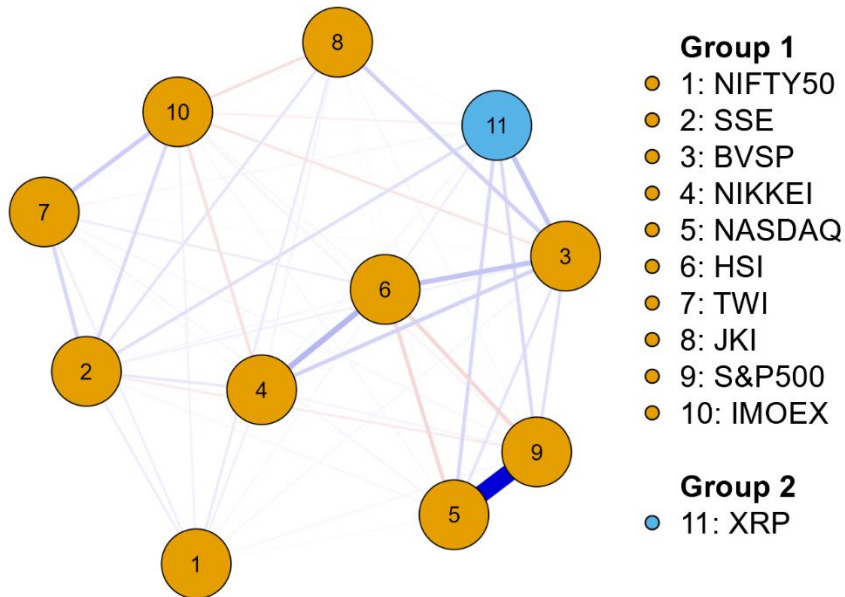 8
10
11
7
3
6
2
4
9
5
1
Group 1
1: NIFTY50
2: SSE
3: BVSP
4: NIKKEI
5: NASDAQ
6: HSI
7: TWI
8: JKI
9: S&P500
10: IMOEX
Group 2
11: XRP